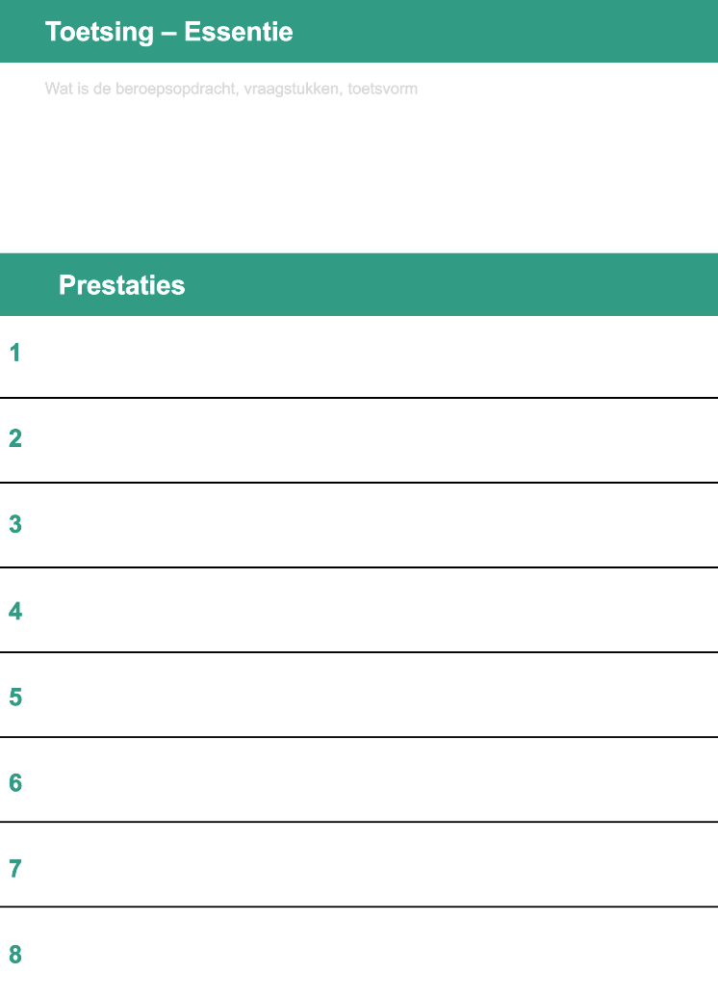 Toetsing – Essentie
Wat is de beroepsopdracht, vraagstukken, toetsvorm
Prestaties
1
2
3
4
5
6
7
8